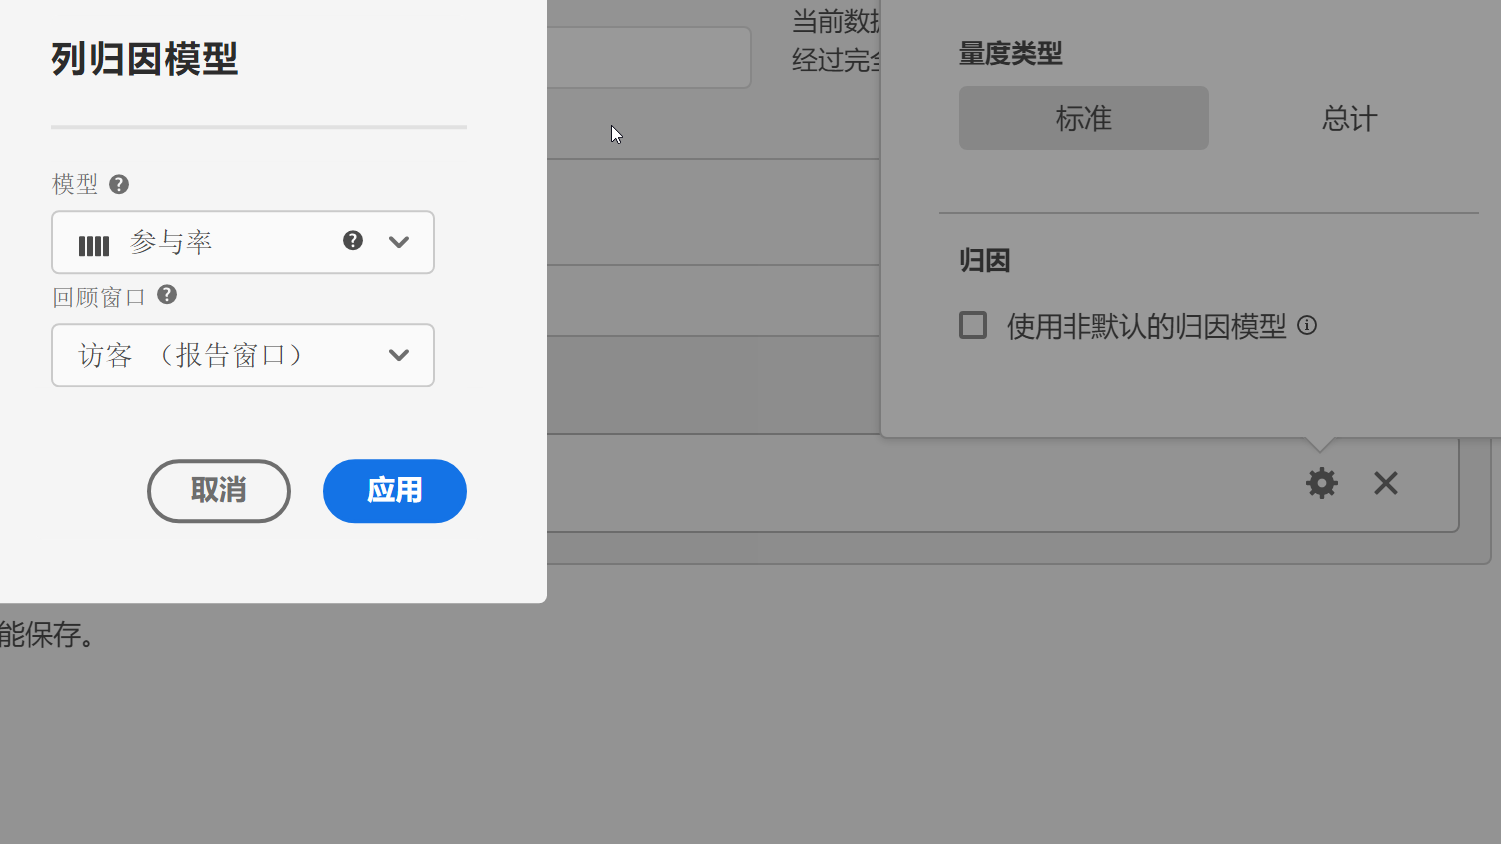 列归因模型
模型
参与率
回顾窗口
访客 （报告窗口）
取消
应用
能保存。
当前数
经过完
量度类型
标准
总计
归因
使用非默认的归因模型